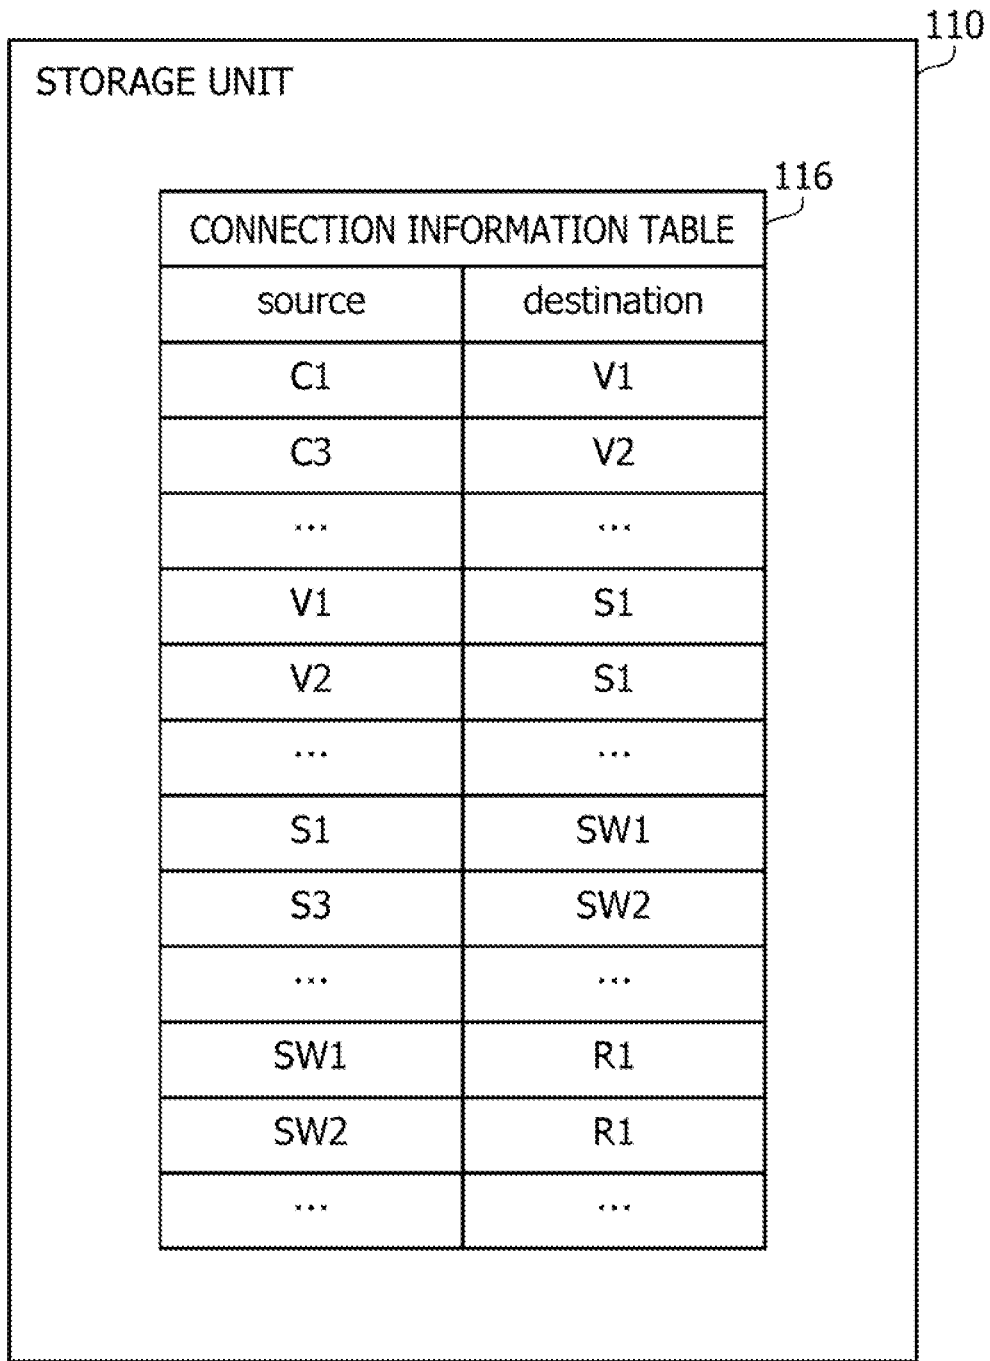 110
STORAGE UNIT
116
CONNECTION INFORMATION TABLE
source destination
C1 V1
C3 V2
... ...
V1 S1
V2 S1
... ...
S1 SW1
S3 SW2
... ...
SW1 R1
SW2 R1
... ...